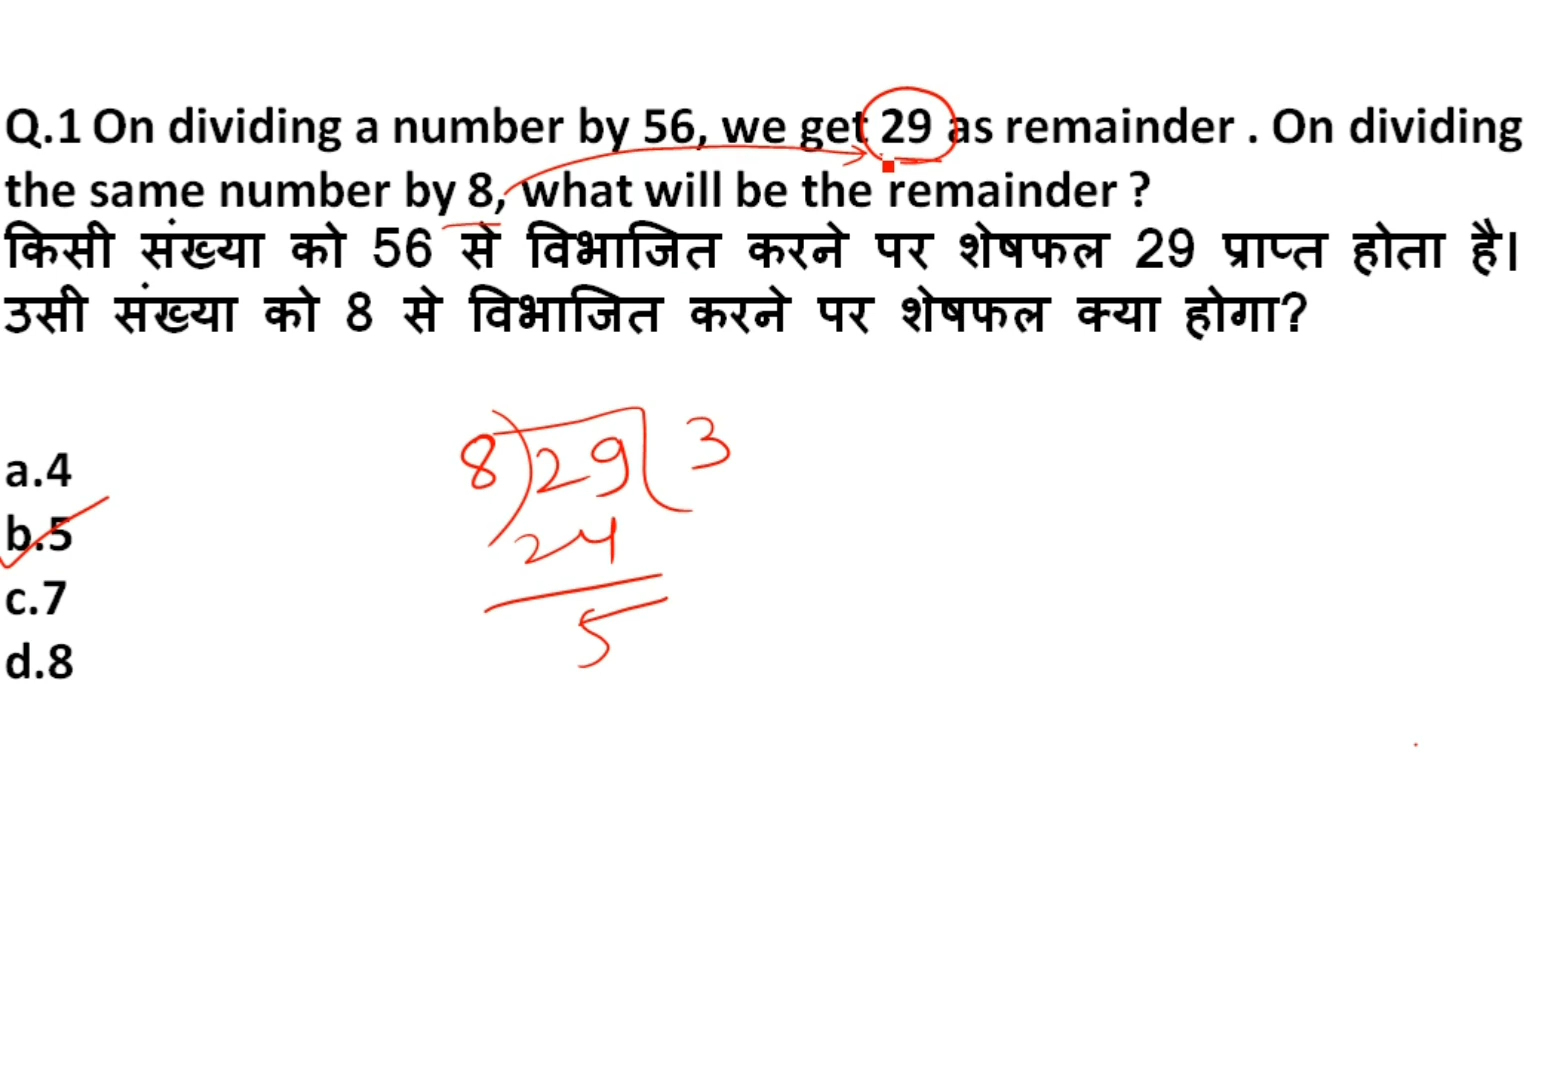 Q.1 On dividing a number by 56, we get 29 as remainder . On dividing
the same number by 8, what will be the remainder ?
किसी संख्या को 56 से विभाजित करने पर शेषफल 29 प्राप्त होता है।
उसी संख्या को 8 से विभाजित करने पर शेषफल क्या होगा?
a.4
b.5
c.7
d.8
8)29(3
24
5